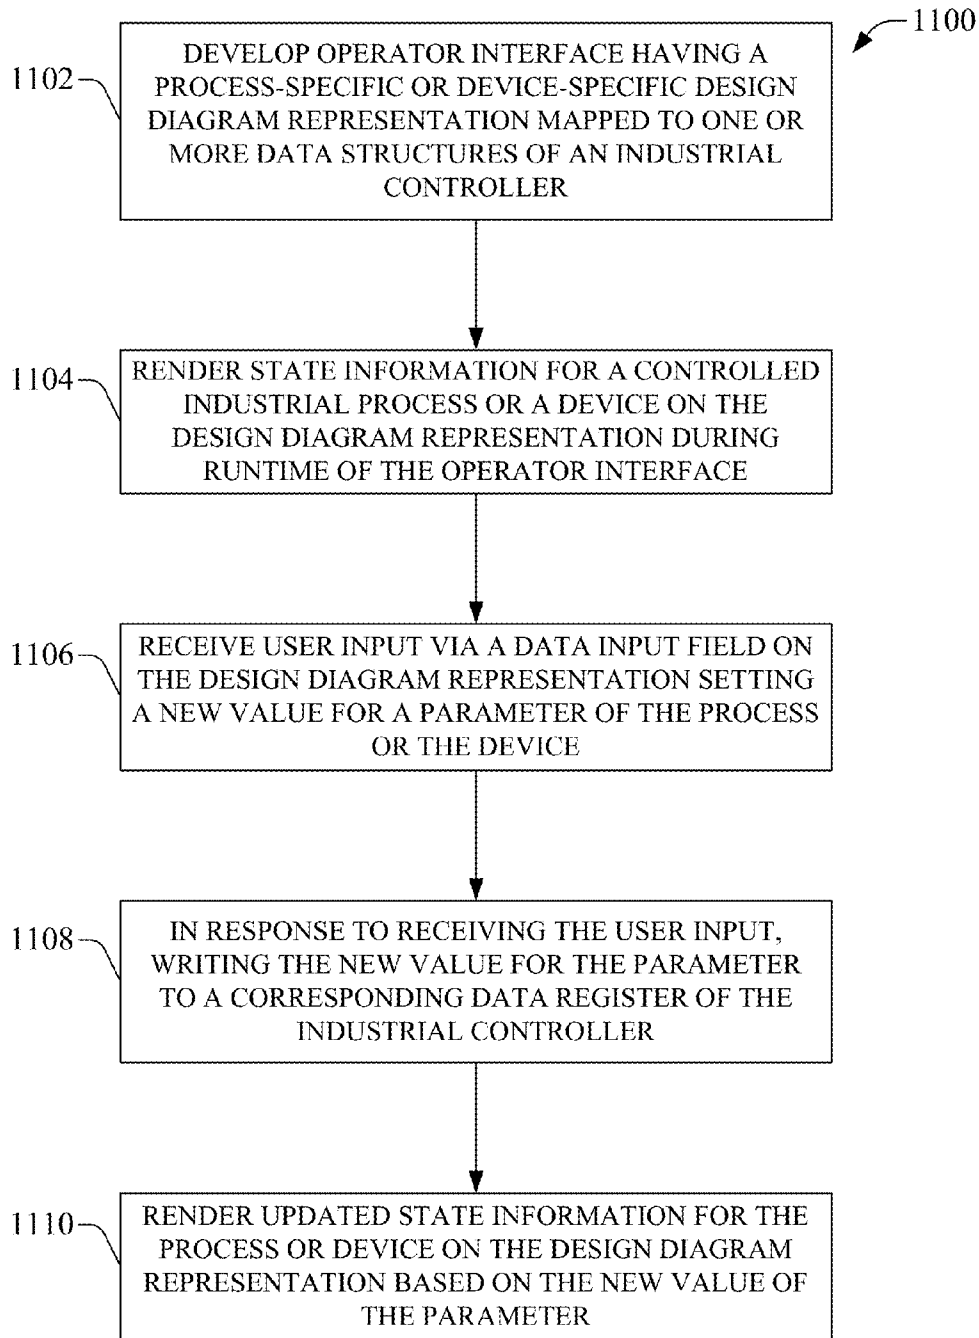 1100
1102
DEVELOP OPERATOR INTERFACE HAVING A
PROCESS-SPECIFIC OR DEVICE-SPECIFIC DESIGN
DIAGRAM REPRESENTATION MAPPED TO ONE OR
MORE DATA STRUCTURES OF AN INDUSTRIAL
CONTROLLER
1104
RENDER STATE INFORMATION FOR A CONTROLLED
INDUSTRIAL PROCESS OR A DEVICE ON THE
DESIGN DIAGRAM REPRESENTATION DURING
RUNTIME OF THE OPERATOR INTERFACE
1106
RECEIVE USER INPUT VIA A DATA INPUT FIELD ON
THE DESIGN DIAGRAM REPRESENTATION SETTING
A NEW VALUE FOR A PARAMETER OF THE PROCESS
OR THE DEVICE
1108
IN RESPONSE TO RECEIVING THE USER INPUT,
WRITING THE NEW VALUE FOR THE PARAMETER
TO A CORRESPONDING DATA REGISTER OF THE
INDUSTRIAL CONTROLLER
1110
RENDER UPDATED STATE INFORMATION FOR THE
PROCESS OR DEVICE ON THE DESIGN DIAGRAM
REPRESENTATION BASED ON THE NEW VALUE OF
THE PARAMETER